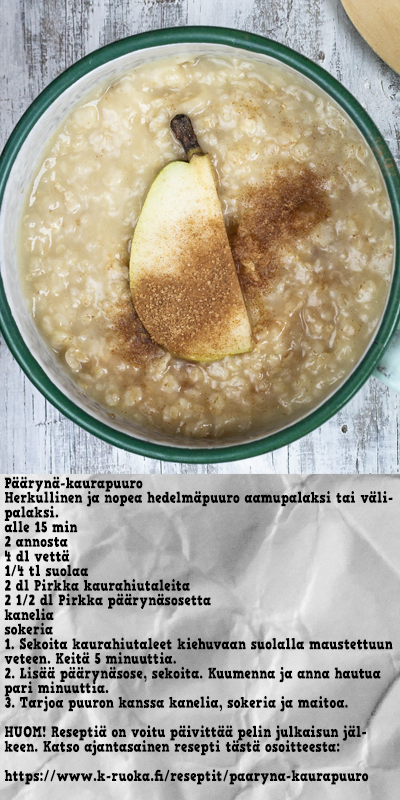 Päärynä-kaurapuuro
Herkullinen ja nopea hedelmäpuuro aamupalaksi tai väli-
palaksi.
alle 15 min
2 annosta
4 dl vettä
1/4 tl suolaa
2 dl Pirkka kaurahiutaleita
2 1/2 dl Pirkka päärynäsosetta
kanelia
sokeria
1. Sekoita kaurahiutaleet kiehuvaan suolalla maustettuun
veteen. Keitä 5 minuuttia.
2. Lisää päärynäsose, sekoita. Kuumenna ja anna hautua
pari minuuttia.
3. Tarjoa puuron kanssa kanelia, sokeria ja maitoa.

HUOM! Reseptiä on voitu päivittää pelin julkaisun jäl-
keen. Katso ajantasainen resepti tästä osoitteesta:

https://www.k-ruoka.fi/reseptit/paaryna-kaurapuuro